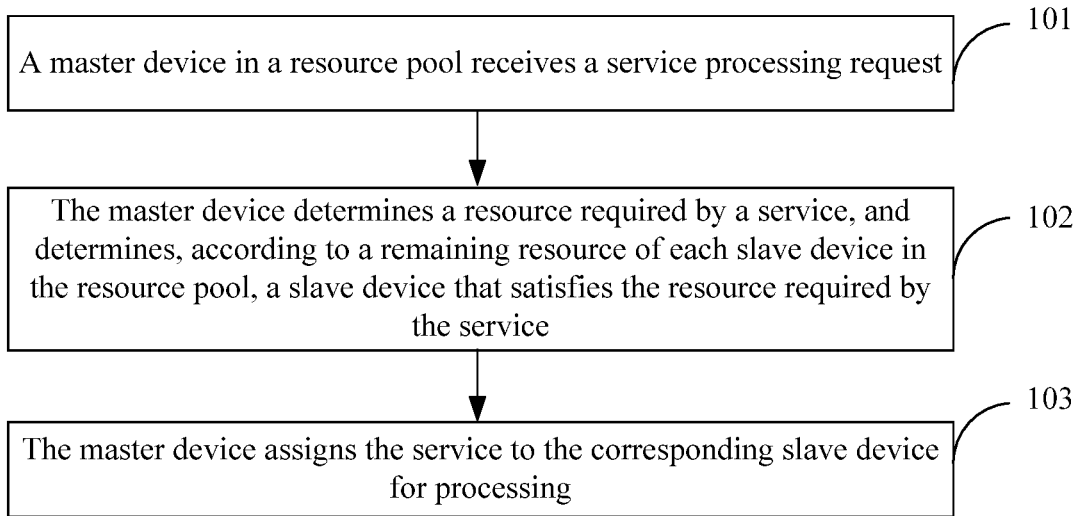 101
A master device in a resource pool receives a service processing request
102
The master device determines a resource required by a service, and
determines, according to a remaining resource of each slave device in
the resource pool, a slave device that satisfies the resource required by
the service
103
The master device assigns the service to the corresponding slave device
for processing